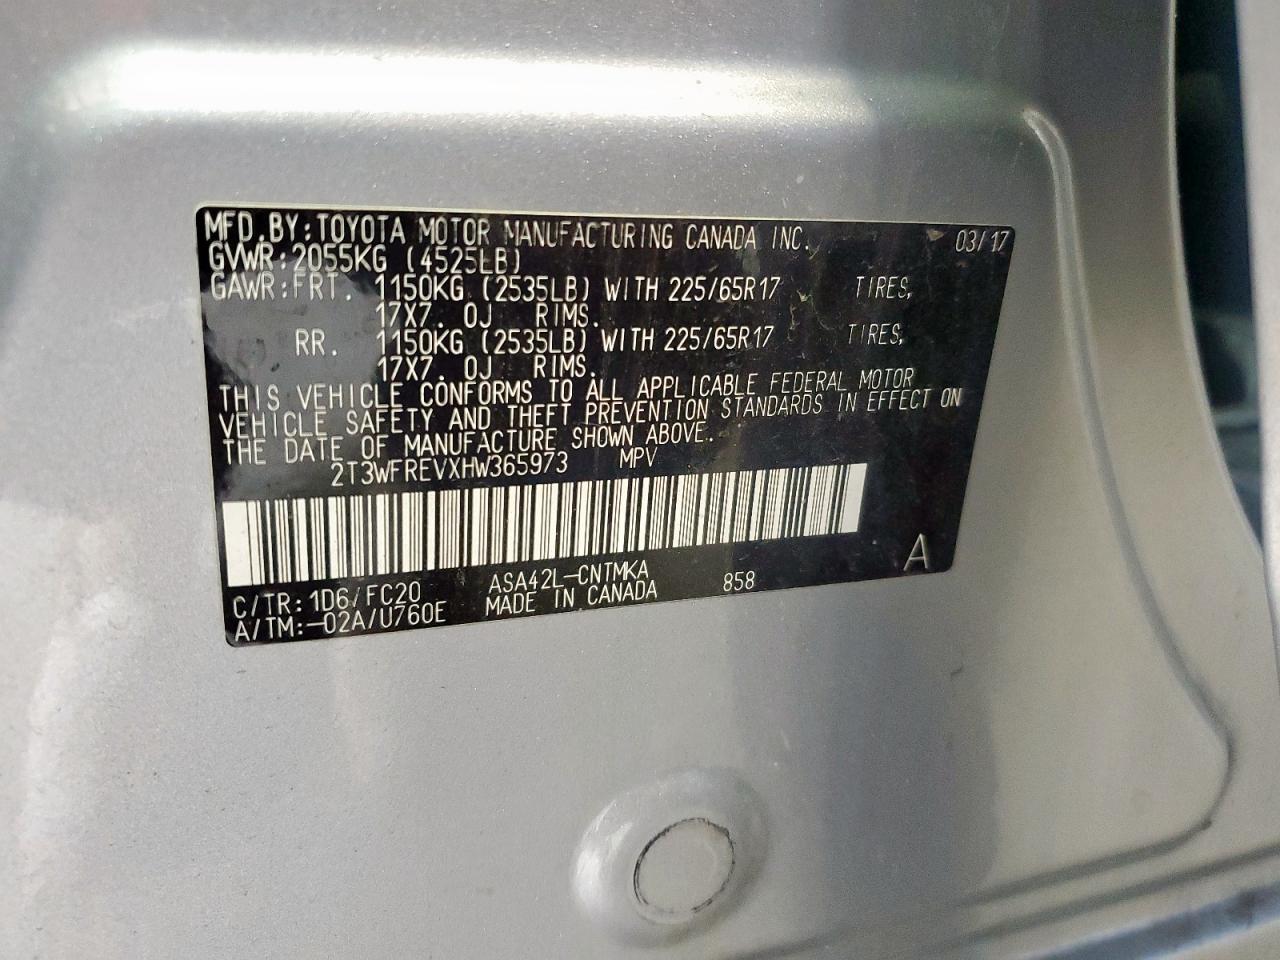 MFD.BY:TOYOTA MOTOR MANUFACTURING CANADA INC. 03/17
GVWR:2055KG (4525LB)
GAWR:FRT. 1150KG (2535LB) WITH 225/65R17 TIRES,
17X7.0J RIMS.
RR. 1150KG (2535LB) WITH 225/65R17 TIRES,
17X7.0J RIMS.
THIS VEHICLE CONFORMS TO ALL APPLICABLE FEDERAL MOTOR
VEHICLE SAFETY AND THEFT PREVENTION STANDARDS IN EFFECT ON
THE DATE OF MANUFACTURE SHOWN ABOVE.
2T3WFREVXHW365973 MPV
A
C/TR:1D6/FC20 ASA42L-CNTMKA 858
A/TM:-02A/U760E MADE IN CANADA